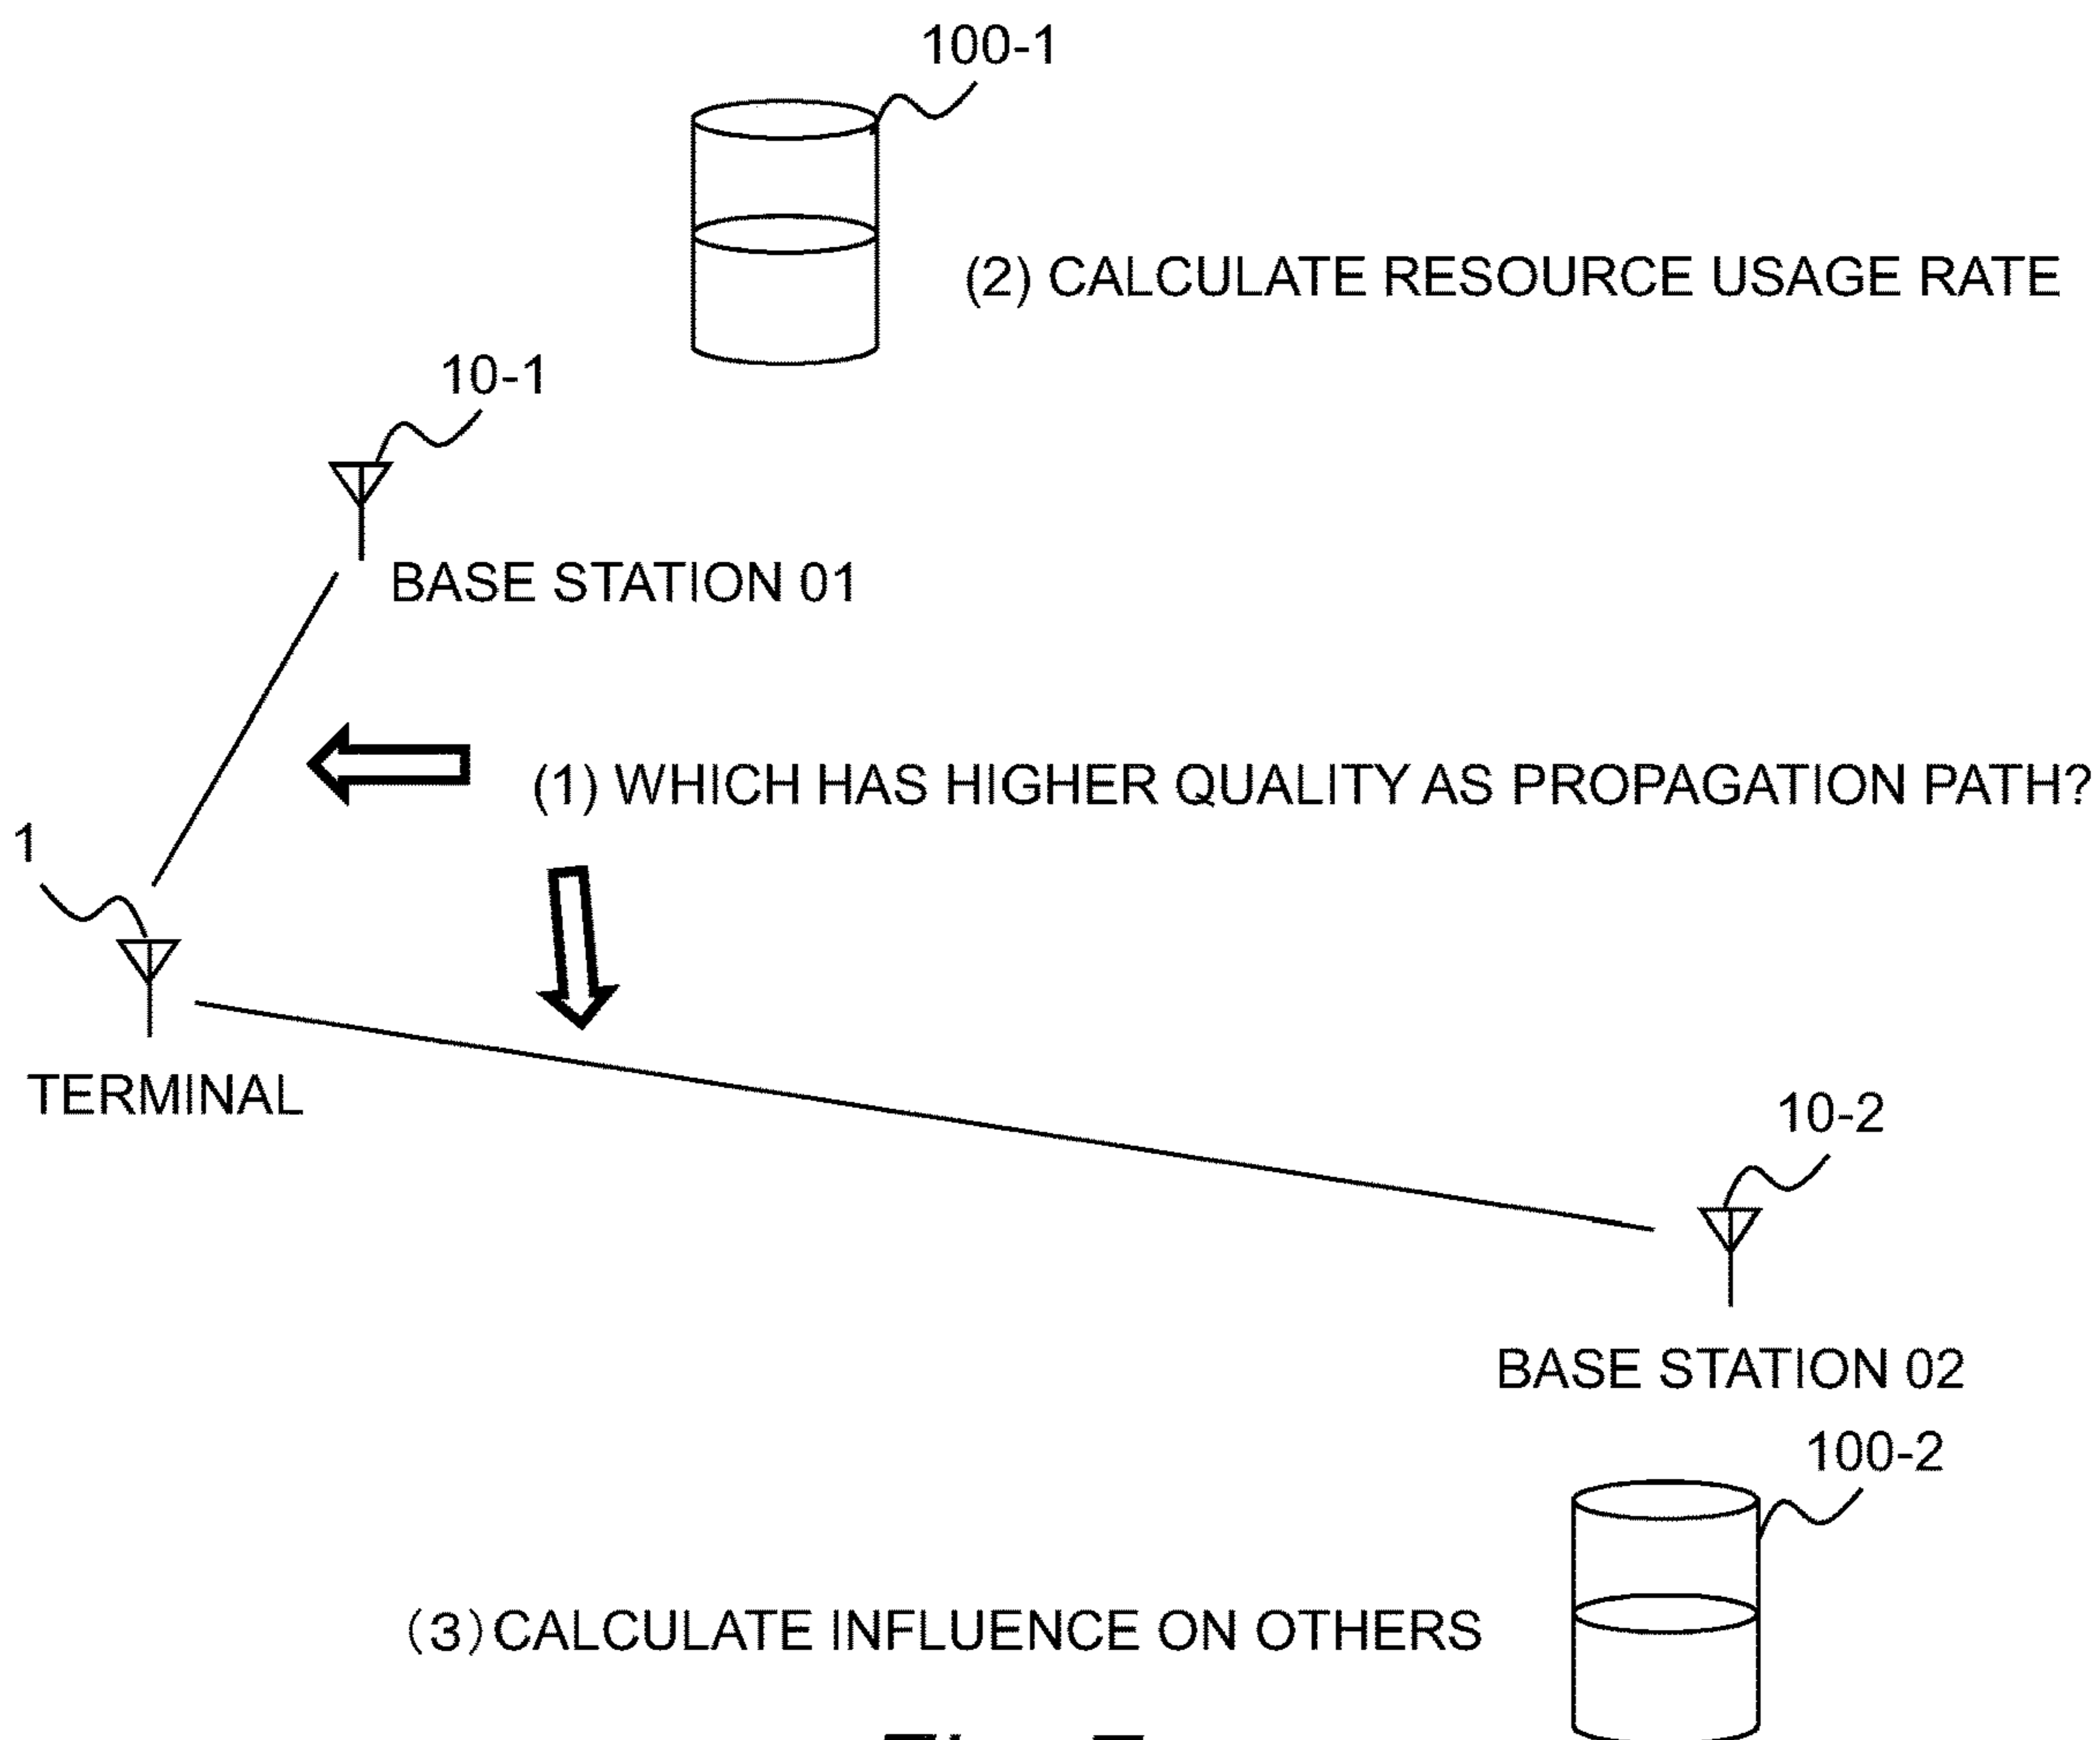 100-1
(2) CALCULATE RESOURCE USAGE RATE
10-1
BASE STATION 01
(1) WHICH HAS HIGHER QUALITY AS PROPAGATION PATH?
1
TERMINAL
10-2
BASE STATION 02
100-2
(3) CALCULATE INFLUENCE ON OTHERS